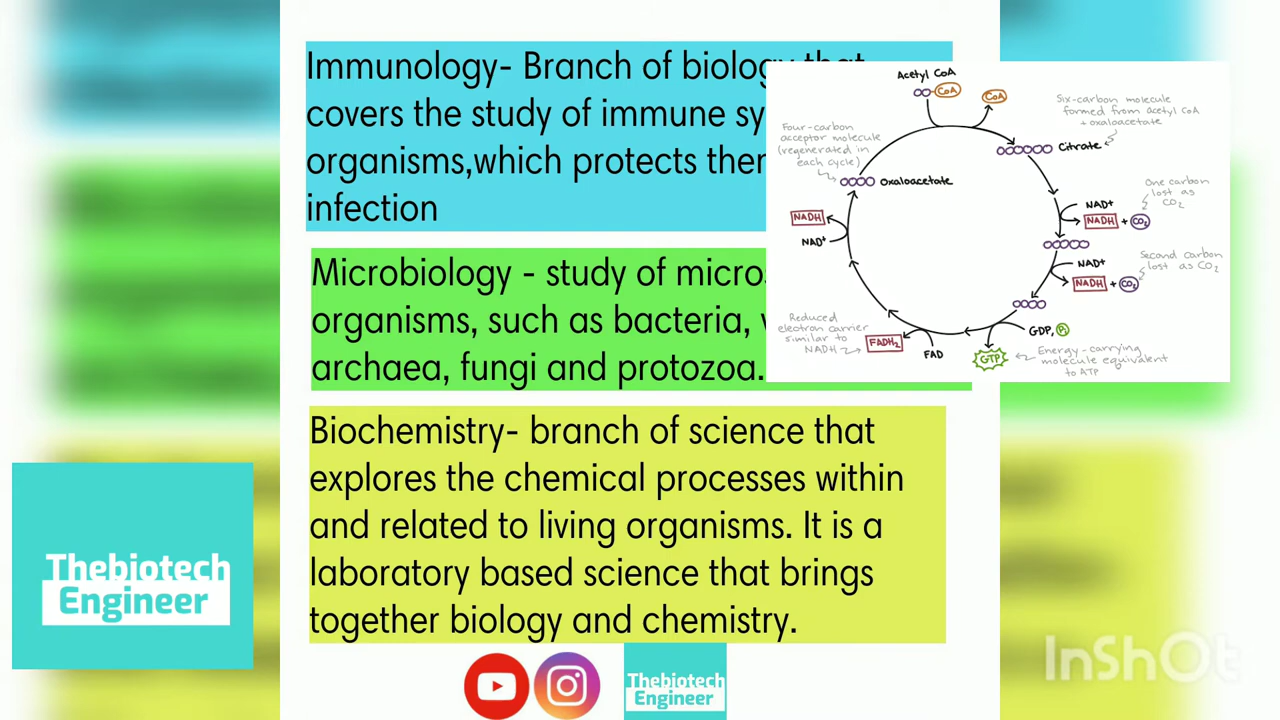 Immunology- Branch of biology that
covers the study of immune sy
organisms,which protects them
infection
Microbiology - study of micros
organisms, such as bacteria,
archaea, fungi and protozoa.
Biochemistry- branch of science that
explores the chemical processes within
and related to living organisms. It is a
laboratory based science that brings
together biology and chemistry.
Acetyl CoA
CoA
CoA
Six-carbon molecule
formed from acetyl CoA
+ oxaloacetate
Citrate
Four-carbon
acceptor molecule
(regenerated in
each cycle)
Oxaloacetate
One carbon
lost as
CO2
NAD+
NADH + CO2
Second carbon
lost as CO2
NAD+
NADH + CO2
NADH
NAD+
Reduced
electron carrier
similar to
NADH
FADH2
FAD
GDP, Pi
GTP
Energy-carrying
molecule equivalent
to ATP
Thebiotech
Engineer
Thebiotech
Engineer
InShOt